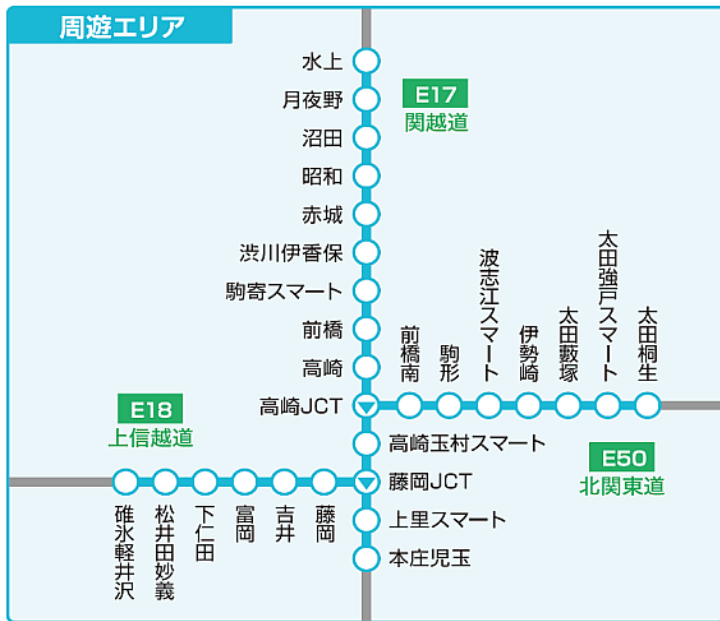 周遊エリア
水上
月夜野
E17
関越道
沼田
昭和
赤城
渋川伊香保
駒寄スマート
前橋
高崎
高崎JCT
前橋南
駒形
波志江スマート
伊勢崎
太田藪塚
太田強戸スマート
太田桐生
E18
上信越道
高崎玉村スマート
E50
北関東道
藤岡JCT
碓氷軽井沢
松井田妙義
下仁田
富岡
吉井
藤岡
上里スマート
本庄児玉